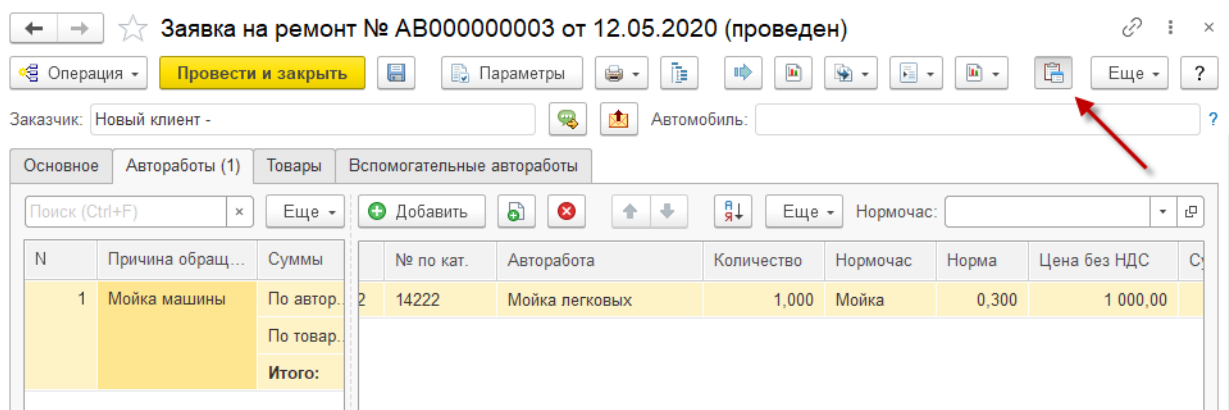 Заявка на ремонт № АВ000000003 от 12.05.2020 (проведен)
Операция Провести и закрыть Параметры Еще ?
Заказчик: Новый клиент - Автомобиль: ?
Основное Автоработы (1) Товары Вспомогательные автоработы
Поиск (Ctrl+F) × Еще Добавить Еще Нормочас:
N Причина обращ... Суммы № по кат. Авторабота Количество Нормочас Норма Цена без НДС
1 Мойка машины По автор... 14222 Мойка легковых 1,000 Мойка 0,300 1 000,00
По товар...
Итого: